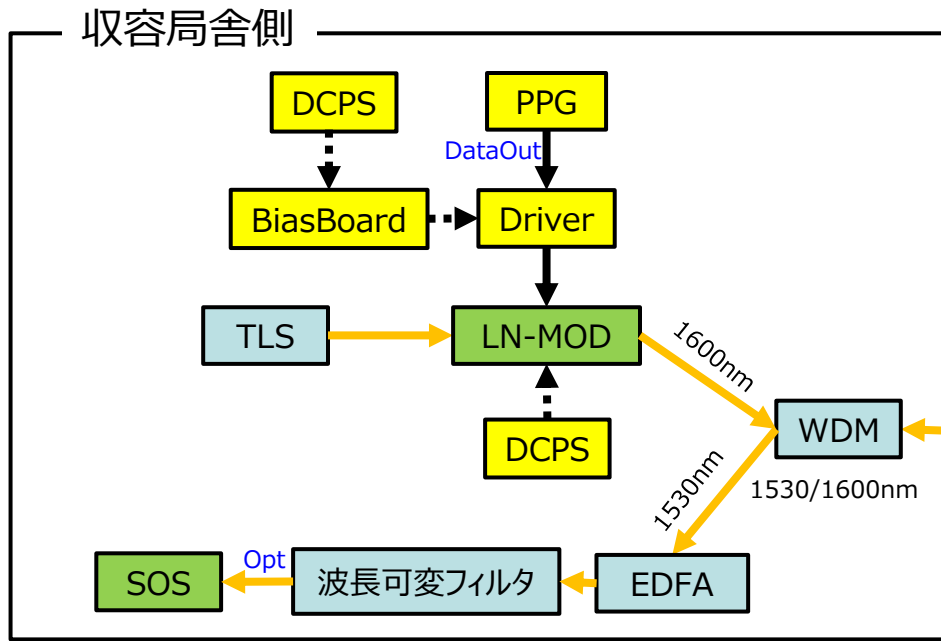 収容局舎側
DCPS
PPG
DataOut
BiasBoard
Driver
TLS
LN-MOD
1600nm
DCPS
WDM
1530nm
1530/1600nm
SOS
Opt
波長可変フィルタ
EDFA